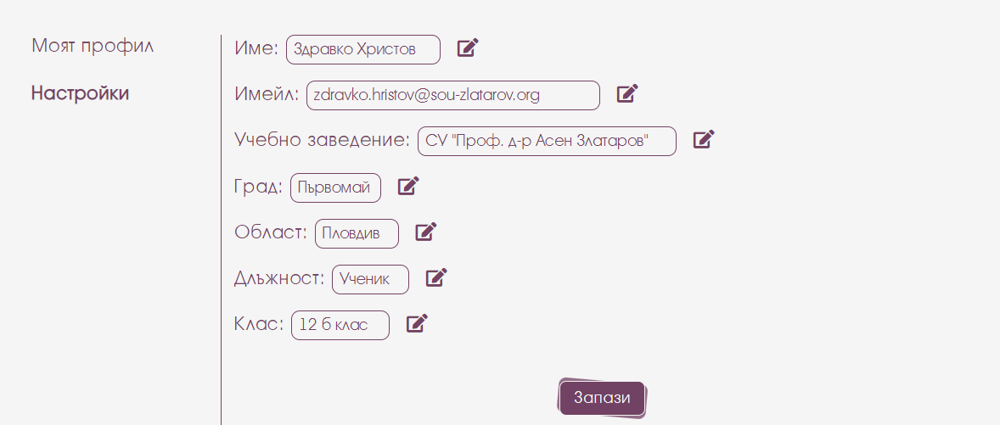 Моят профил
Настройки
Име: Здравко Христов
Имейл: zdravko.hristov@sou-zlatarov.org
Учебно заведение: СУ "Проф. д-р Асен Златаров"
Град: Първомай
Област: Пловдив
Длъжност: Ученик
Клас: 12 б клас
Запази